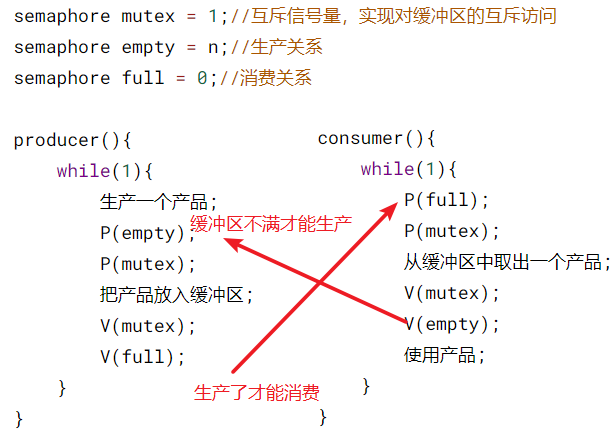 semaphore mutex = 1;//互斥信号量，实现对缓冲区的互斥访问
semaphore empty = n;//生产关系
semaphore full = 0;//消费关系
producer(){
while(1){
生产一个产品;
P(empty);
P(mutex);
把产品放入缓冲区;
V(mutex);
V(full);
}
}
consumer(){
while(1){
P(full);
P(mutex);
从缓冲区中取出一个产品;
V(mutex);
V(empty);
使用产品;
}
}
缓冲区不满才能生产
生产了才能消费